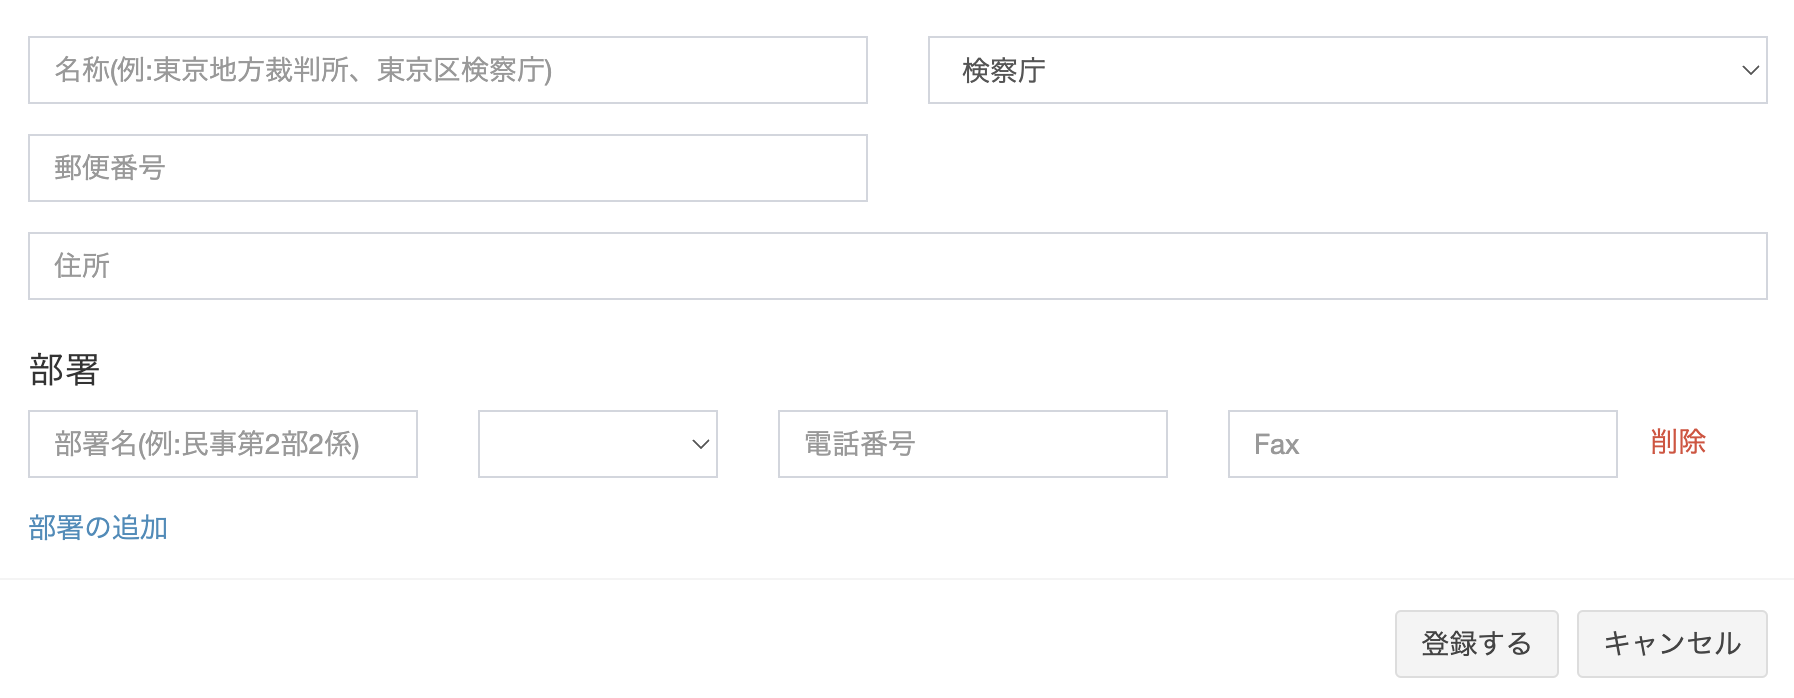 名称(例:東京地方裁判所、東京区検察庁) 検察庁
郵便番号
住所
部署
部署名(例:民事第2部2係) 電話番号 Fax 削除
部署の追加
登録する キャンセル